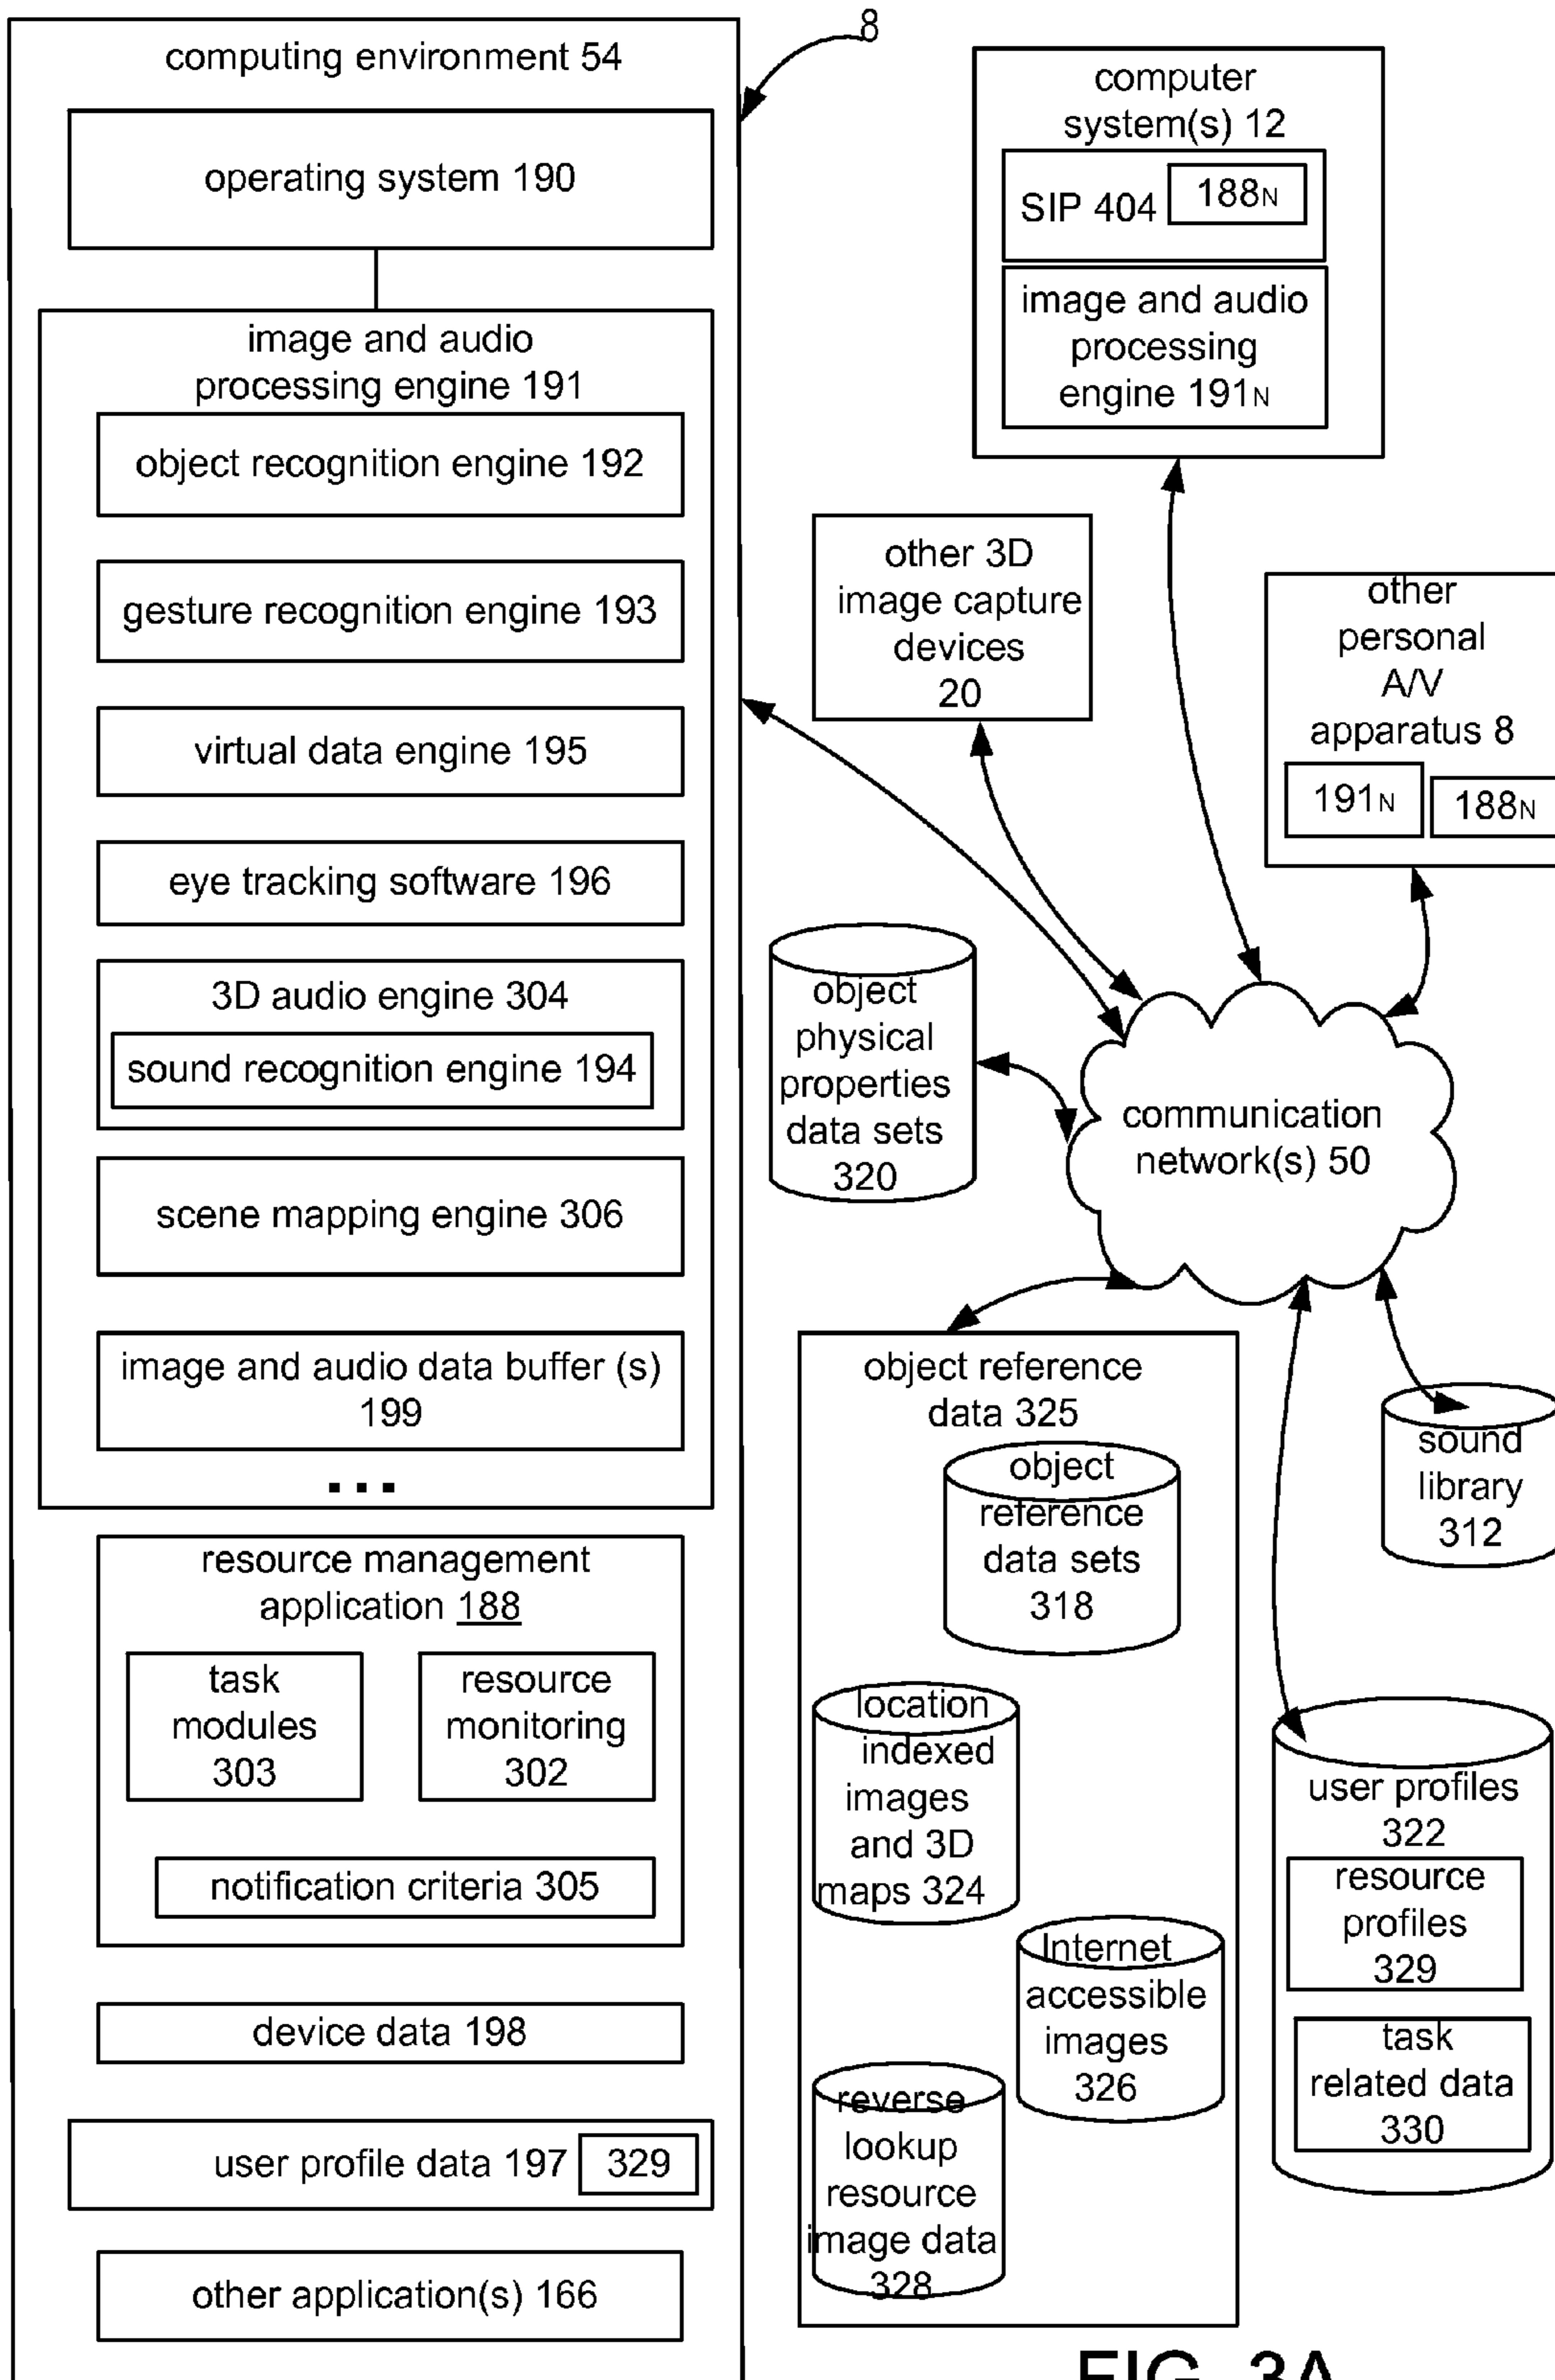 8
computing environment 54
operating system 190
image and audio
processing engine 191
object recognition engine 192
gesture recognition engine 193
virtual data engine 195
eye tracking software 196
3D audio engine 304
sound recognition engine 194
scene mapping engine 306
image and audio data buffer (s)
199
...
resource management
application 188
task
modules
303
resource
monitoring
302
notification criteria 305
device data 198
user profile data 197
329
other application(s) 166
computer
system(s) 12
SIP 404
188N
image and audio
processing
engine 191N
other 3D
image capture
devices
20
other
personal
A/V
apparatus 8
191N
188N
object
physical
properties
data sets
320
communication
network(s) 50
object reference
data 325
object
reference
data sets
318
location
indexed
images
and 3D
maps 324
Internet
accessible
images
326
reverse
lookup
resource
image data
328
sound
library
312
user profiles
322
resource
profiles
329
task
related data
330
FIG. 3A